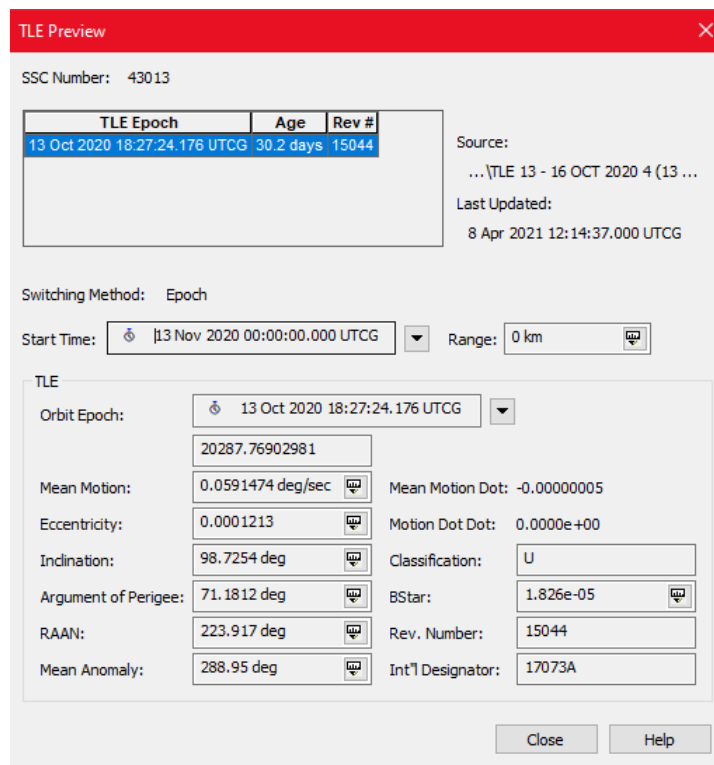 TLE Preview
SSC Number: 43013
TLE Epoch Age Rev #
13 Oct 2020 18:27:24.176 UTCG 30.2 days 15044
Source:
...\TLE 13 - 16 OCT 2020 4 (13 ...
Last Updated:
8 Apr 2021 12:14:37.000 UTCG
Switching Method: Epoch
Start Time: 13 Nov 2020 00:00:00.000 UTCG Range: 0 km
TLE
Orbit Epoch: 13 Oct 2020 18:27:24.176 UTCG
20287.76902981
Mean Motion: 0.0591474 deg/sec Mean Motion Dot: -0.00000005
Eccentricity: 0.0001213 Motion Dot Dot: 0.0000e+00
Inclination: 98.7254 deg Classification: U
Argument of Perigee: 71.1812 deg BStar: 1.826e-05
RAAN: 223.917 deg Rev. Number: 15044
Mean Anomaly: 288.95 deg Int"l Designator: 17073A
Close Help